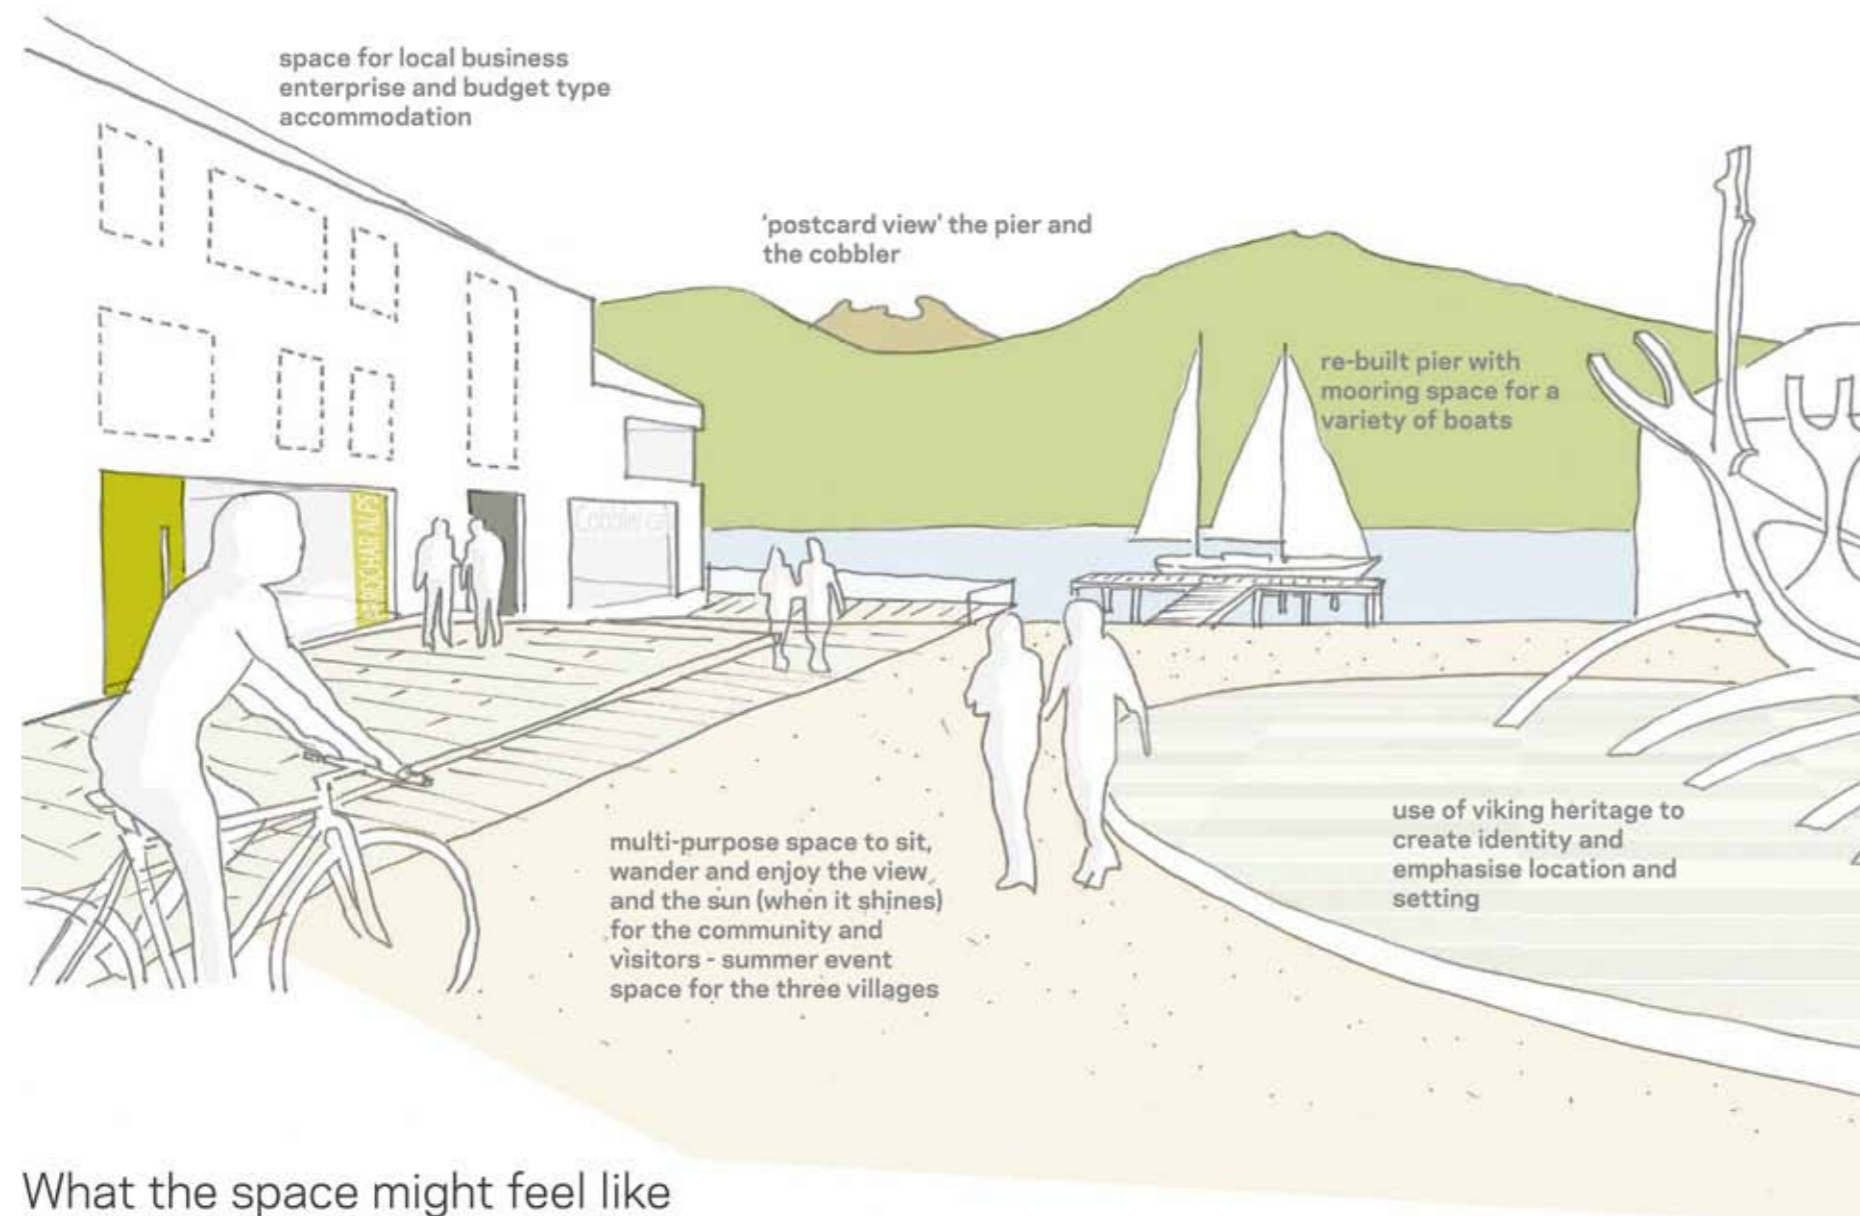 space for local business
enterprise and budget type
accommodation
'postcard view' the pier and
the cobbler
re-built pier with
mooring space for a
variety of boats
Cobbler
ALPS
multi-purpose space to sit,
wander and enjoy the view
and the sun (when it shines)
for the community and
visitors - summer event
space for the three villages
use of viking heritage to
create identity and
emphasise location and
setting
What the space might feel like